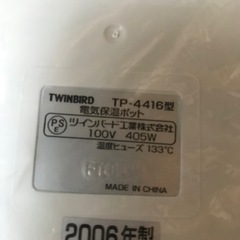 TWINBIRD TP-4416型
電気保温ポット
PSE ツインバード工業株式会社
100V 405W
温度ヒューズ 133℃
MADE IN CHINA
2006年製